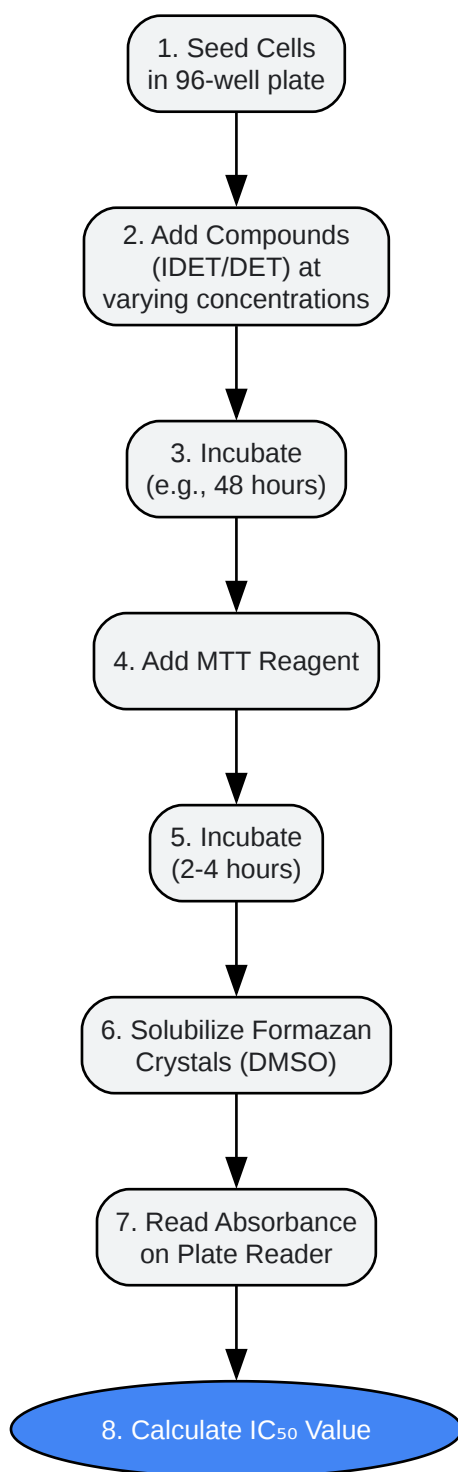 1. Seed Cells
in 96-well plate
2. Add Compounds
(IDET/DET) at
varying concentrations
3. Incubate
(e.g., 48 hours)
4. Add MTT Reagent
5. Incubate
(2-4 hours)
6. Solubilize Formazan
Crystals (DMSO)
7. Read Absorbance
on Plate Reader
8. Calculate IC₅₀ Value